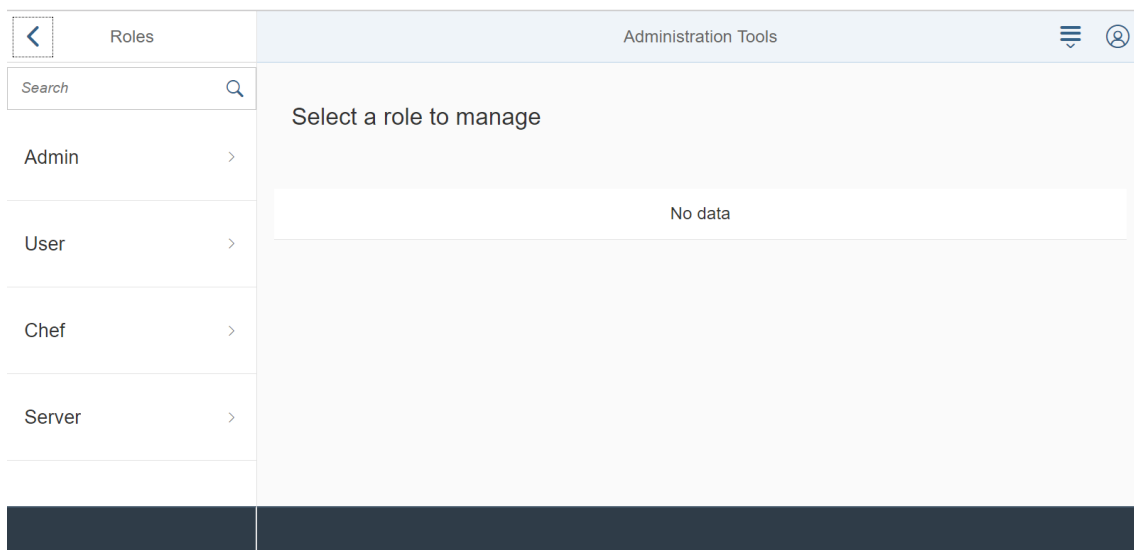 Roles
Administration Tools
Search
Select a role to manage
Admin
No data
User
Chef
Server